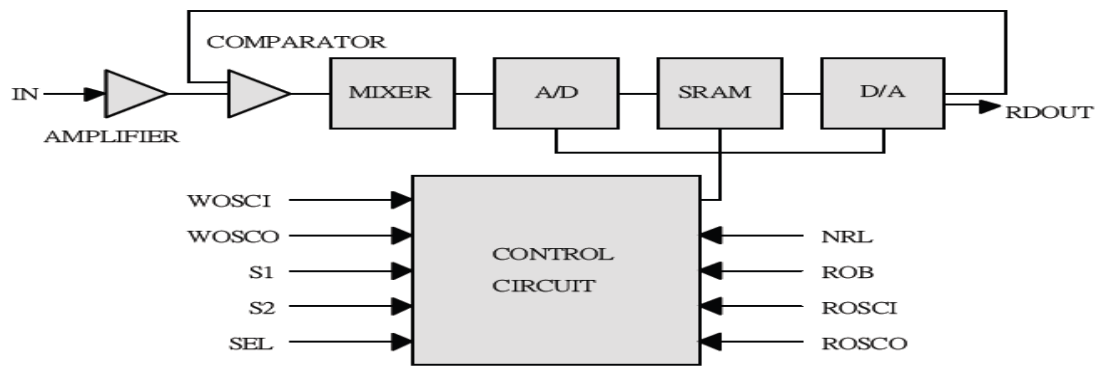 COMPARATOR
IN
MIXER
A/D
SRAM
D/A
RDOUT
AMPLIFIER
WOSCI
WOSCO
S1
S2
SEL
CONTROL
CIRCUIT
NRL
ROB
ROSCI
ROSCO